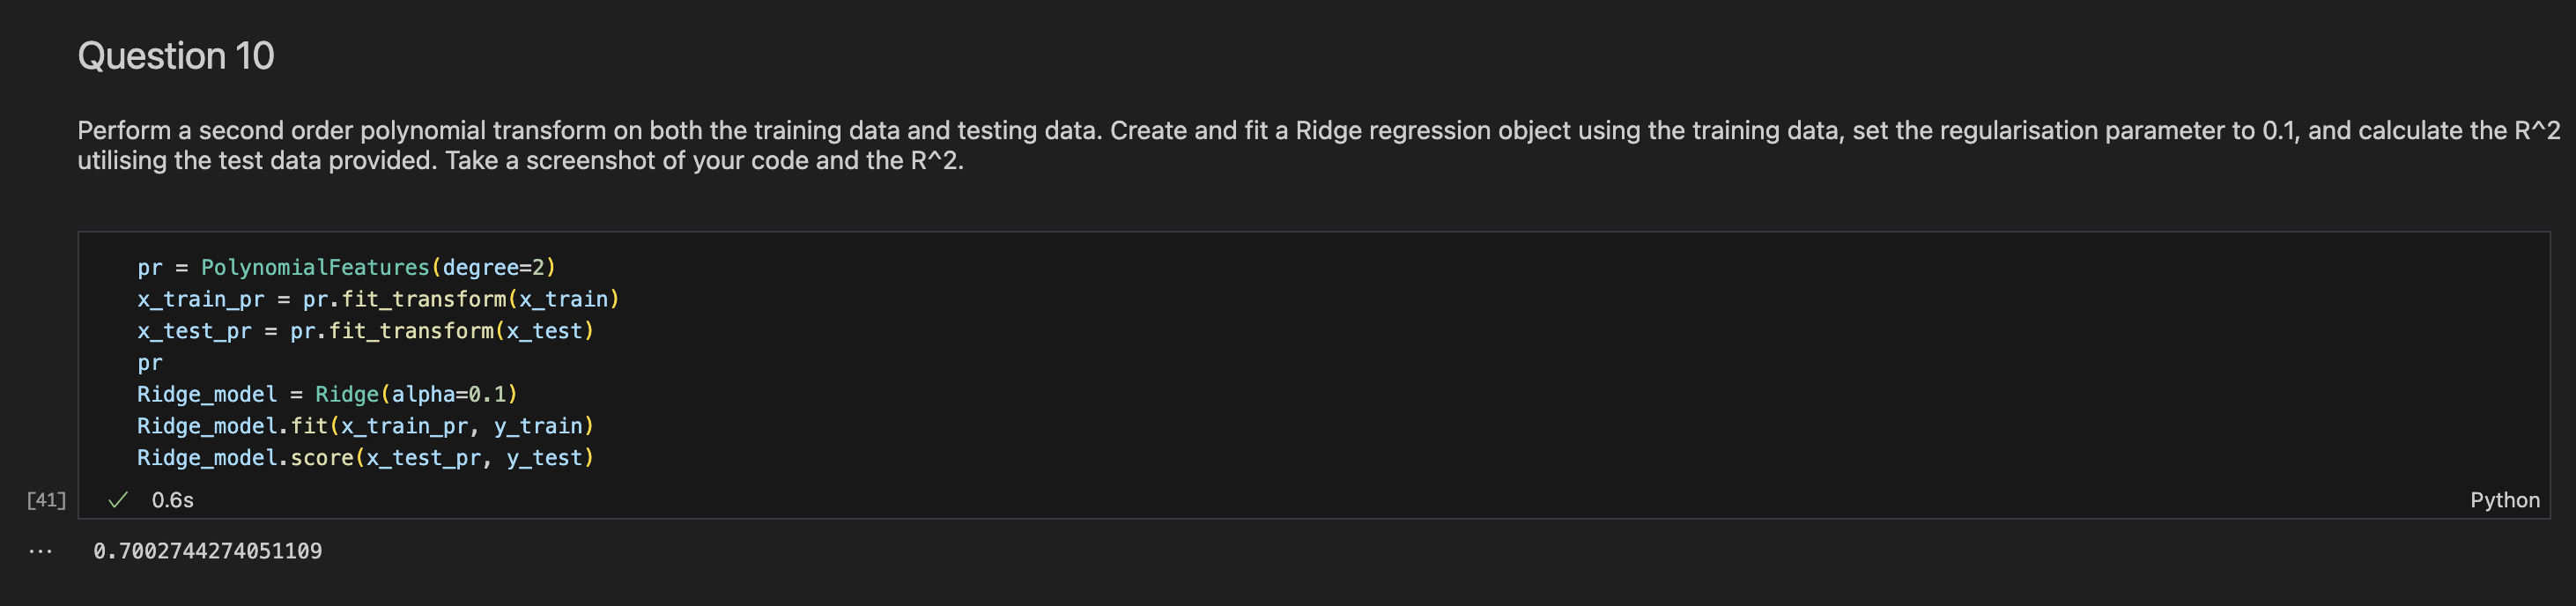 Question 10
Perform a second order polynomial transform on both the training data and testing data. Create and fit a Ridge regression object using the training data, set the regularisation parameter to 0.1, and calculate the R^2
utilising the test data provided. Take a screenshot of your code and the R^2.
pr = PolynomialFeatures(degree=2)
x_train_pr = pr.fit_transform(x_train)
x_test_pr = pr.fit_transform(x_test)
pr
Ridge_model = Ridge(alpha=0.1)
Ridge_model.fit(x_train_pr, y_train)
Ridge_model.score(x_test_pr, y_test)
[41] ✓ 0.6s Python
... 0.7002744274051109